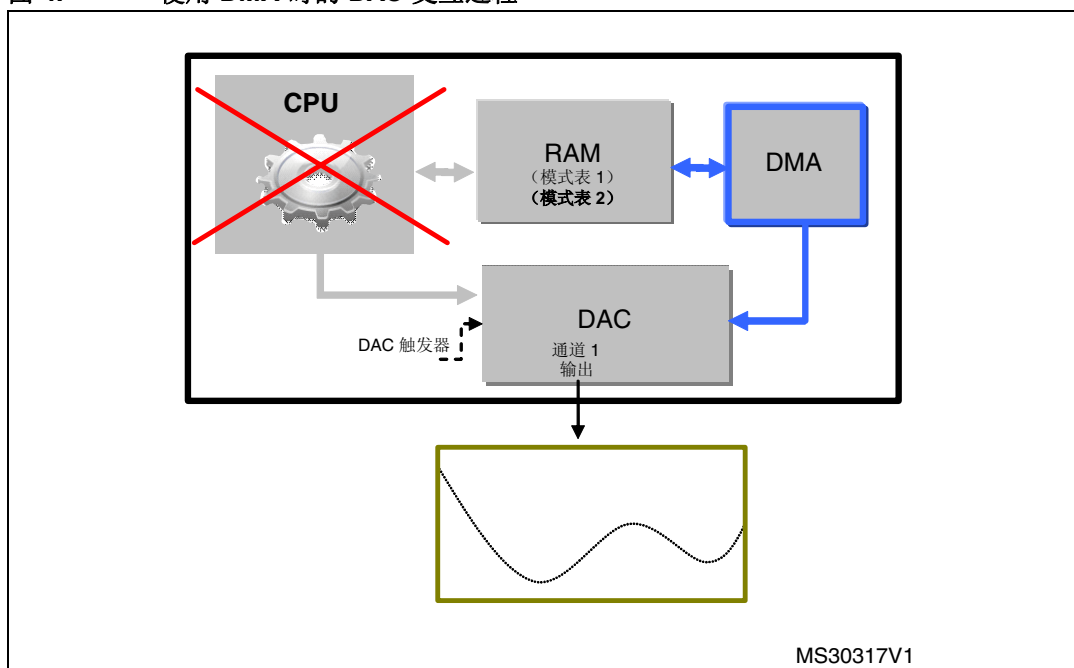 CPU
RAM
（模式表 1）
（模式表 2）
DMA
DAC
通道 1
输出
DAC 触发器
MS30317V1